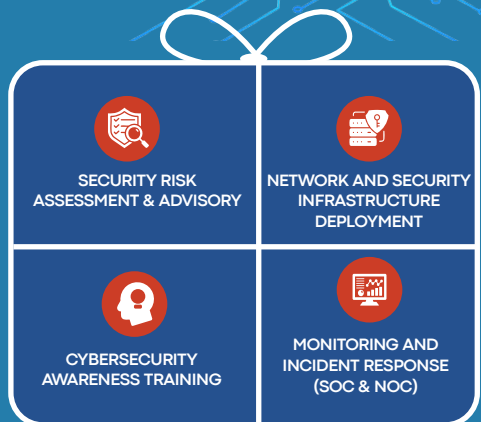 SECURITY RISK
ASSESSMENT & ADVISORY
NETWORK AND SECURITY
INFRASTRUCTURE
DEPLOYMENT
CYBERSECURITY
AWARENESS TRAINING
MONITORING AND
INCIDENT RESPONSE
(SOC & NOC)